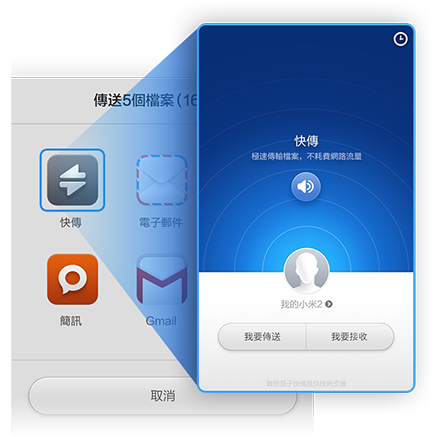 傳送5個檔案(16
快傳
電子郵件
簡訊
Gmail
取消
快傳
極速傳輸檔案，不耗費網路流量
我的小米2
我要傳送
我要接收